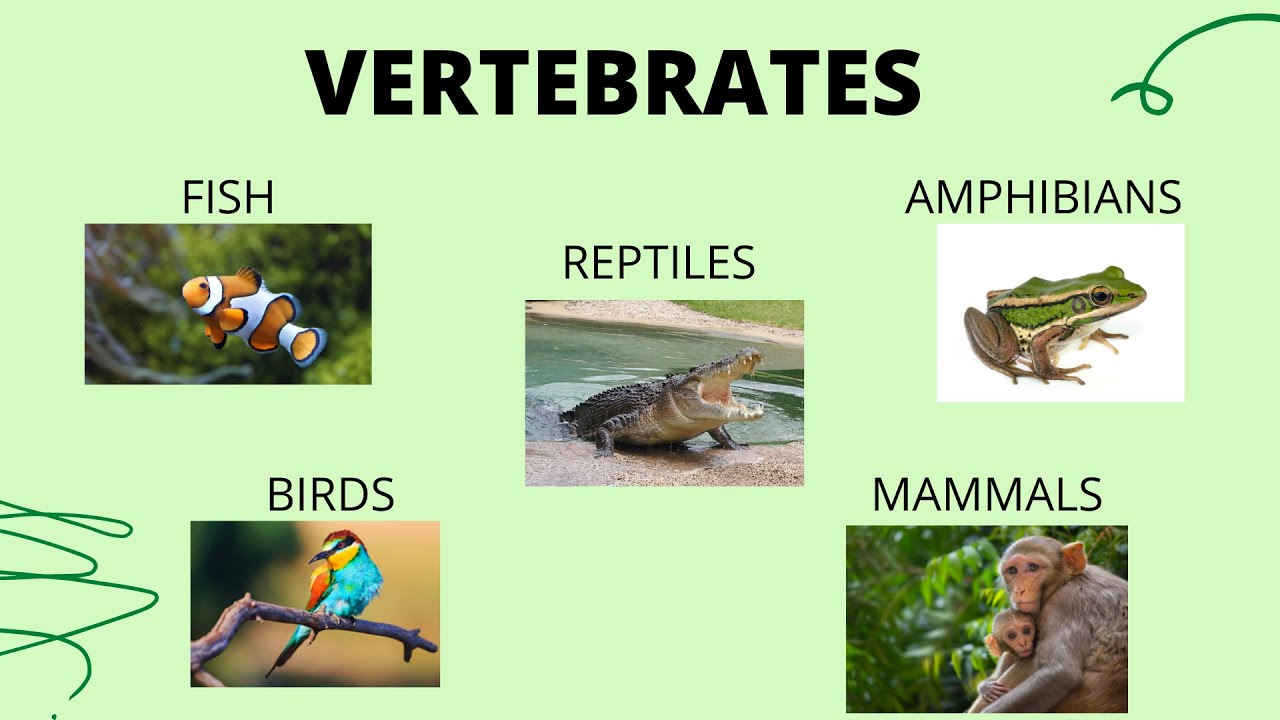 VERTEBRATES
FISH
AMPHIBIANS
REPTILES
BIRDS
MAMMALS